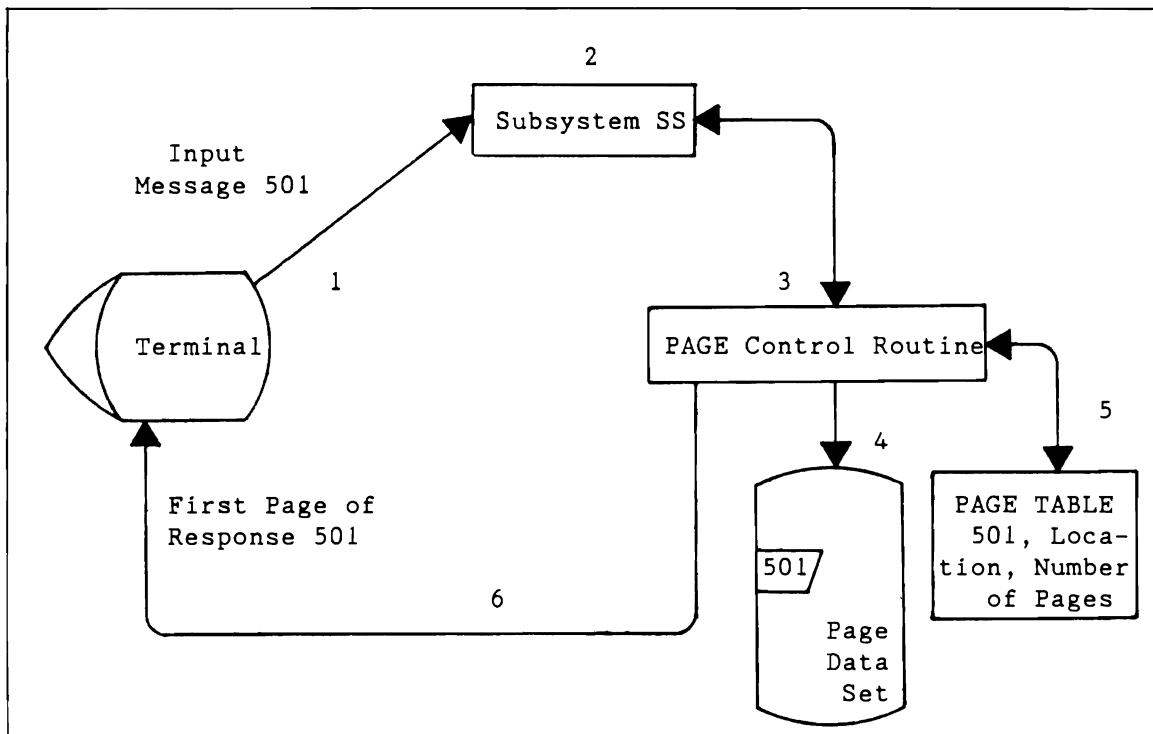 2
Subsystem SS
Input
Message 501
1
3
Terminal
PAGE Control Routine
5
4
First Page of
Response 501
PAGE TABLE
501, Loca-
tion, Number
of Pages
501
6
Page
Data
Set